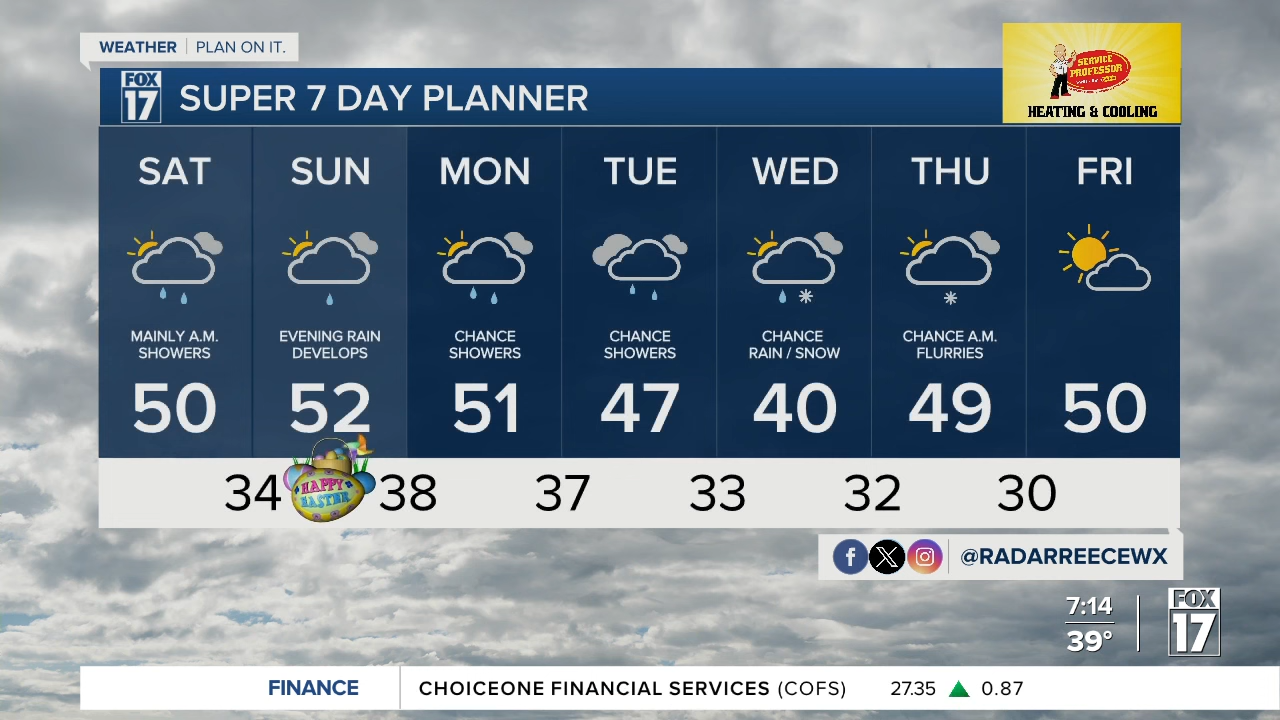 WEATHER PLAN ON IT.
FOX 17
SUPER 7 DAY PLANNER
SERVICE
PROFESSOR
HEATING & COOLING
SAT SUN MON TUE WED THU FRI
MAINLY A.M. SHOWERS
EVENING RAIN DEVELOPS
CHANCE SHOWERS
CHANCE SHOWERS
CHANCE RAIN / SNOW
CHANCE A.M. FLURRIES
50 52 51 47 40 49 50
HAPPY
EASTER
34 38 37 33 32 30
@RADARREECEWX
7:14
39°
FOX
17
FINANCE CHOICEONE FINANCIAL SERVICES (COFS) 27.35 0.87